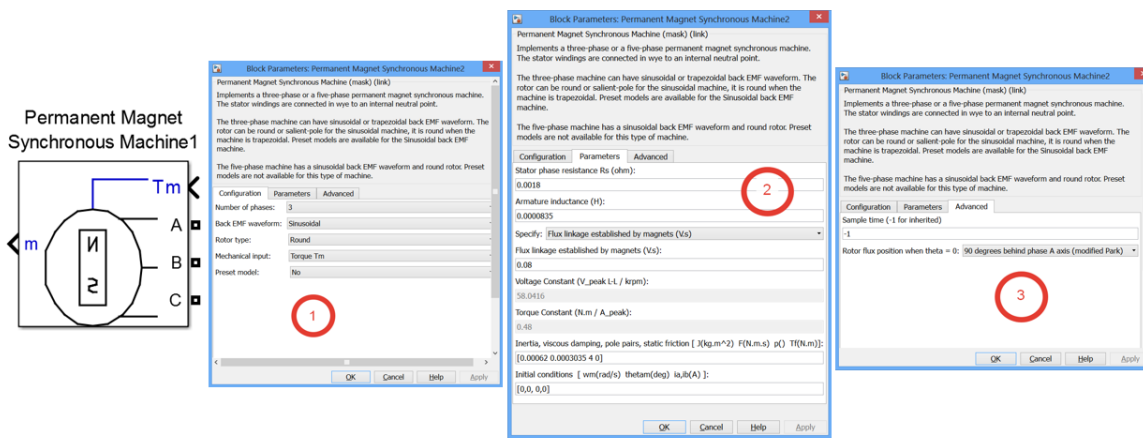 Permanent Magnet
Synchronous Machine1
Tm
A
m
B
C
N
S
Block Parameters: Permanent Magnet Synchronous Machine2
Permanent Magnet Synchronous Machine (mask) (link)
Implements a three-phase or a five-phase permanent magnet synchronous machine.
The stator windings are connected in wye to an internal neutral point.
The three-phase machine can have sinusoidal or trapezoidal back EMF waveform. The
rotor can be round or salient-pole for the sinusoidal machine, it is round when the
machine is trapezoidal. Preset models are available for the Sinusoidal back EMF
machine.
The five-phase machine has a sinusoidal back EMF waveform and round rotor. Preset
models are not available for this type of machine.
Configuration Parameters Advanced
Number of phases: 3
Back EMF waveform: Sinusoidal
Rotor type: Round
Mechanical input: Torque Tm
Preset model: No
1
OK Cancel Help Apply
Block Parameters: Permanent Magnet Synchronous Machine2
Permanent Magnet Synchronous Machine (mask) (link)
Implements a three-phase or a five-phase permanent magnet synchronous machine.
The stator windings are connected in wye to an internal neutral point.
The three-phase machine can have sinusoidal or trapezoidal back EMF waveform. The
rotor can be round or salient-pole for the sinusoidal machine, it is round when the
machine is trapezoidal. Preset models are available for the Sinusoidal back EMF
machine.
The five-phase machine has a sinusoidal back EMF waveform and round rotor. Preset
models are not available for this type of machine.
Configuration Parameters Advanced
Stator phase resistance Rs (ohm):
0.0018
2
Armature inductance (H):
0.0000835
Specify: Flux linkage established by magnets (V.s)
Flux linkage established by magnets (V.s):
0.08
Voltage Constant (V_peak L-L / krpm):
58.0416
Torque Constant (N.m / A_peak):
0.48
Inertia, viscous damping, pole pairs, static friction [ J(kg.m^2) F(N.m.s) p() Tf(N.m)]:
[0.00062 0.0003035 4 0]
Initial conditions [ wm(rad/s) thetam(deg) ia,ib(A) ]:
[0,0, 0,0]
OK Cancel Help Apply
Block Parameters: Permanent Magnet Synchronous Machine2
Permanent Magnet Synchronous Machine (mask) (link)
Implements a three-phase or a five-phase permanent magnet synchronous machine.
The stator windings are connected in wye to an internal neutral point.
The three-phase machine can have sinusoidal or trapezoidal back EMF waveform. The
rotor can be round or salient-pole for the sinusoidal machine, it is round when the
machine is trapezoidal. Preset models are available for the Sinusoidal back EMF
machine.
The five-phase machine has a sinusoidal back EMF waveform and round rotor. Preset
models are not available for this type of machine.
Configuration Parameters Advanced
Sample time (-1 for inherited)
-1
Rotor flux position when theta = 0: 90 degrees behind phase A axis (modified Park)
3
OK Cancel Help Apply